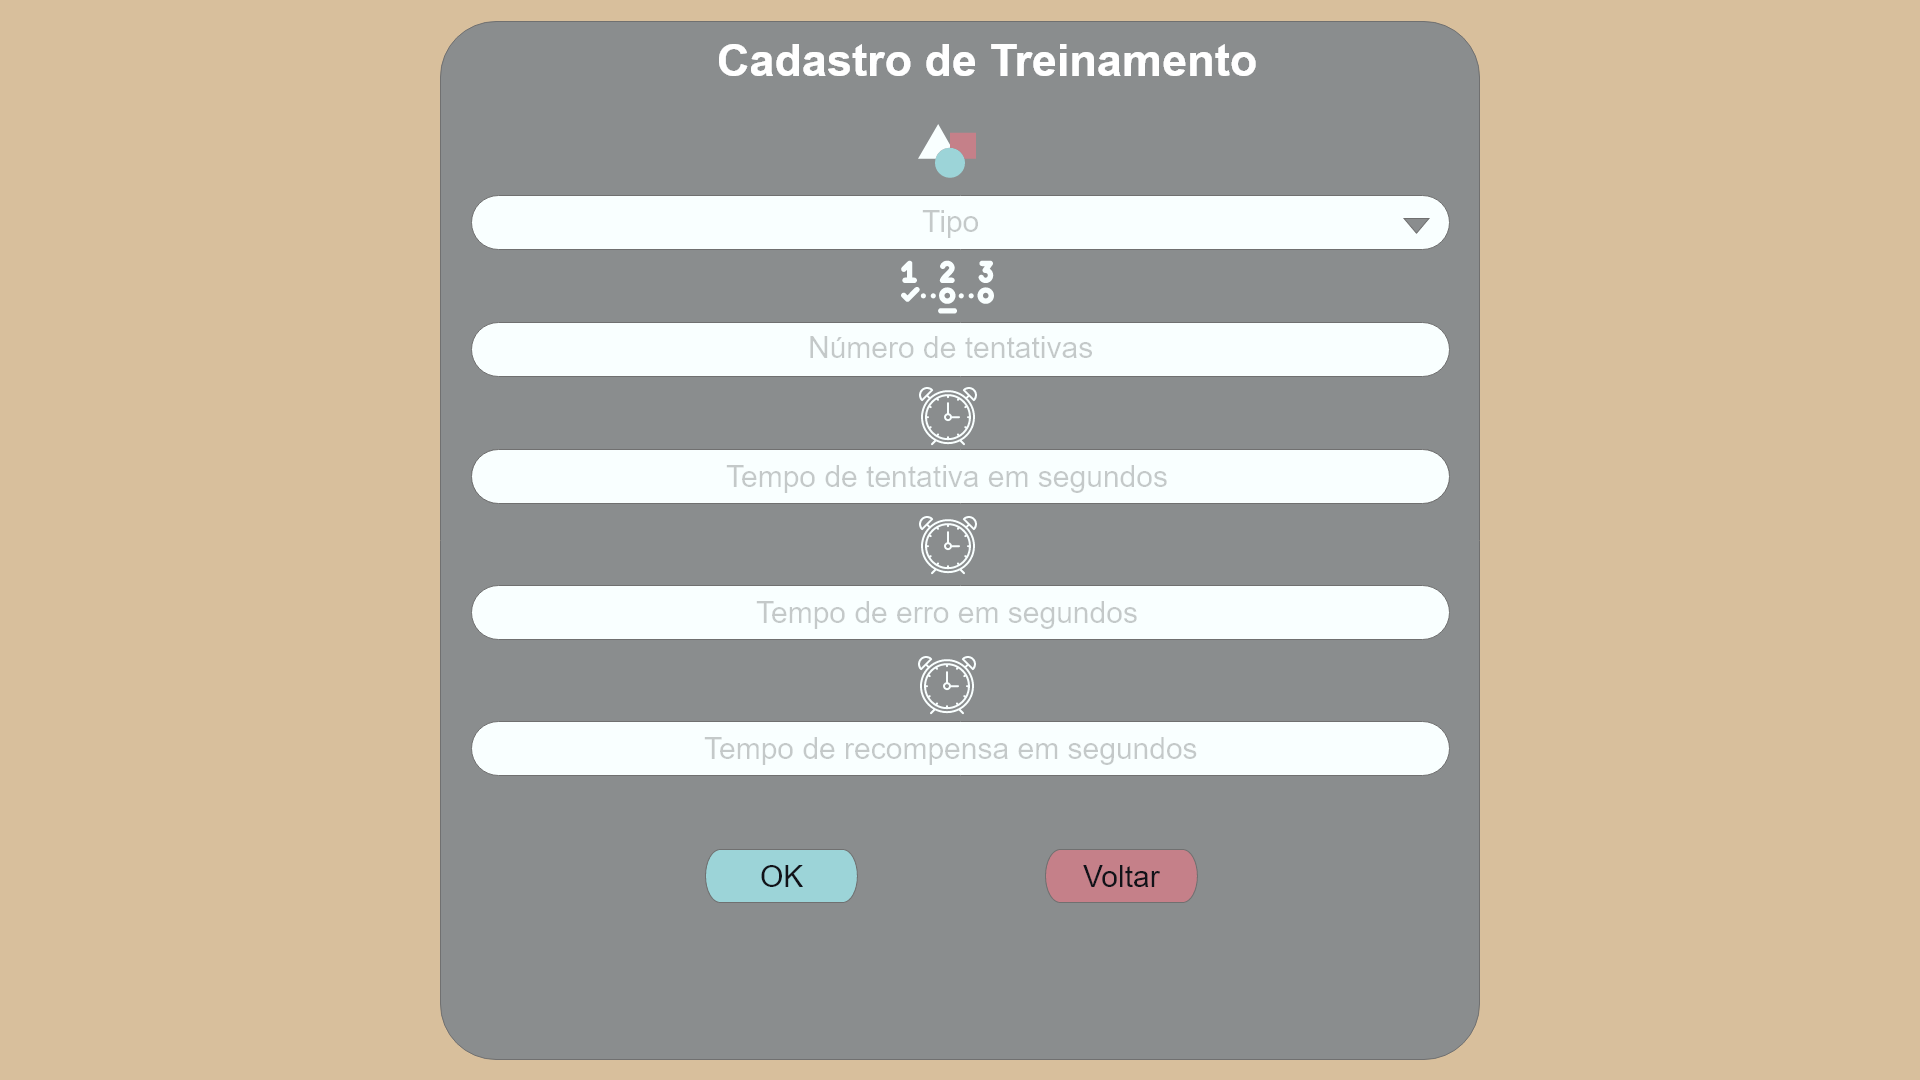 Cadastro de Treinamento
Tipo
1 2 3
Número de tentativas
Tempo de tentativa em segundos
Tempo de erro em segundos
Tempo de recompensa em segundos
OK Voltar